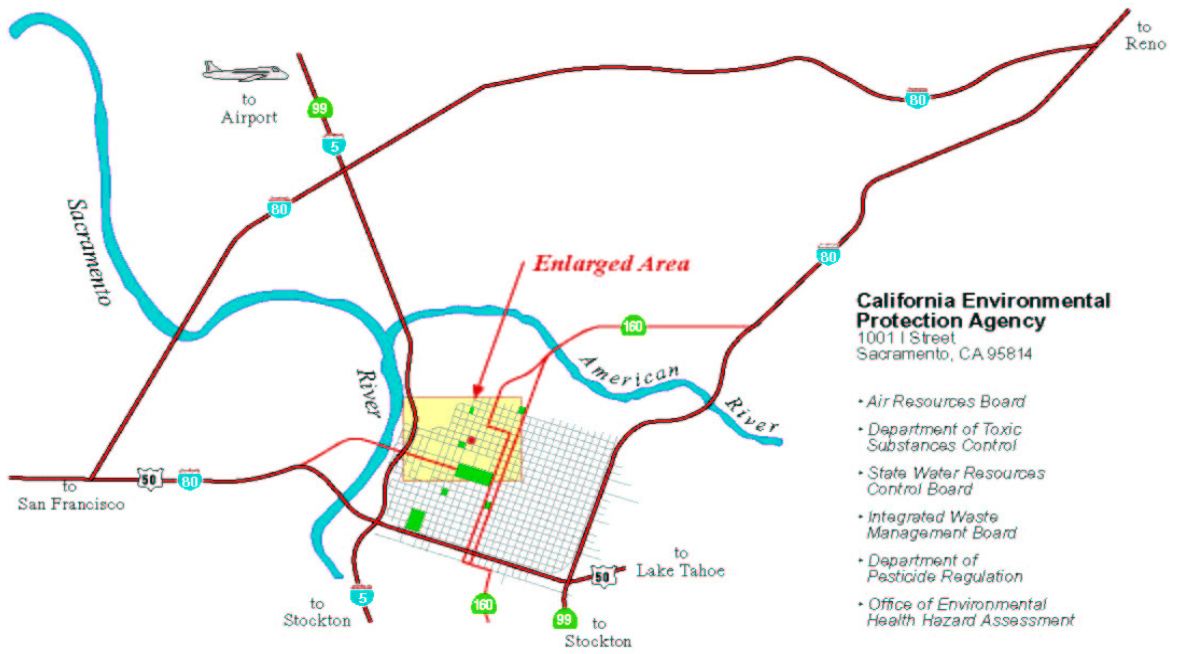 to
Reno
to
Airport
99
5
80
80
Sacramento
80
Enlarged Area
160
American
River
River
California Environmental
Protection Agency
1001 I Street
Sacramento, CA 95814
• Air Resources Board
• Department of Toxic
Substances Control
• State Water Resources
Control Board
• Integrated Waste
Management Board
• Department of
Pesticide Regulation
• Office of Environmental
Health Hazard Assessment
50
80
to
San Francisco
to
Lake Tahoe
50
to
Stockton
5
160
99
to
Stockton